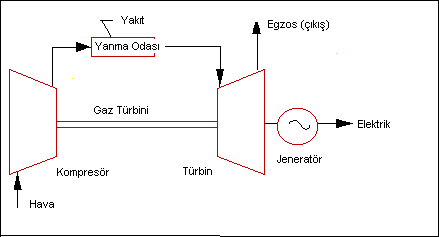 Yakıt
Egzos (çıkış)
Yanma Odası
Gaz Türbini
Elektrik
Kompresör
Türbin
Jeneratör
Hava